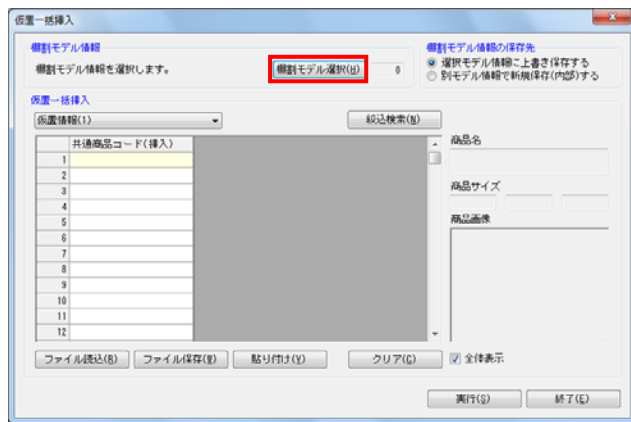 仮置一括挿入
棚割モデル情報
棚割モデル情報を選択します。
棚割モデル選択(H)
0
棚割モデル情報の保存先
選択モデル情報に上書き保存する
別モデル情報で新規保存(内部)する
仮置一括挿入
仮置情報(1)
絞込検索(N)
共通商品コード(挿入)
1
2
3
4
5
6
7
8
9
10
11
12
商品名
商品サイズ
商品画像
ファイル読込(R)
ファイル保存(W)
貼り付け(Y)
クリア(C)
全体表示
実行(S)
終了(E)